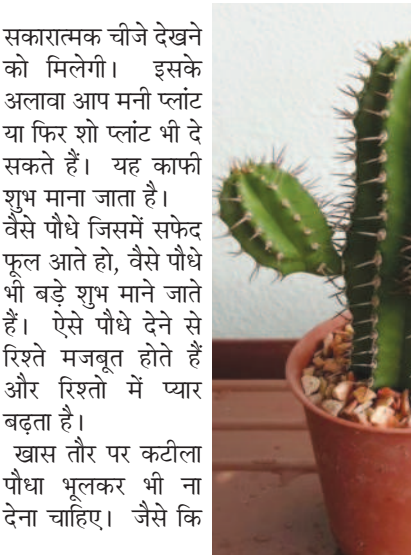 सकारात्मक चीजे देखने
को मिलेगी। इसके
अलावा आप मनी प्लांट
या फिर शो प्लांट भी दे
सकते हैं। यह काफी
शुभ माना जाता है।
वैसे पौधे जिसमें सफेद
फूल आते हो, वैसे पौधे
भी बड़े शुभ माने जाते
हैं। ऐसे पौधे देने से
रिश्ते मजबूत होते हैं
और रिश्तो में प्यार
बढ़ता है।
खास तौर पर कटीला
पौधा भूलकर भी ना
देना चाहिए। जैसे कि